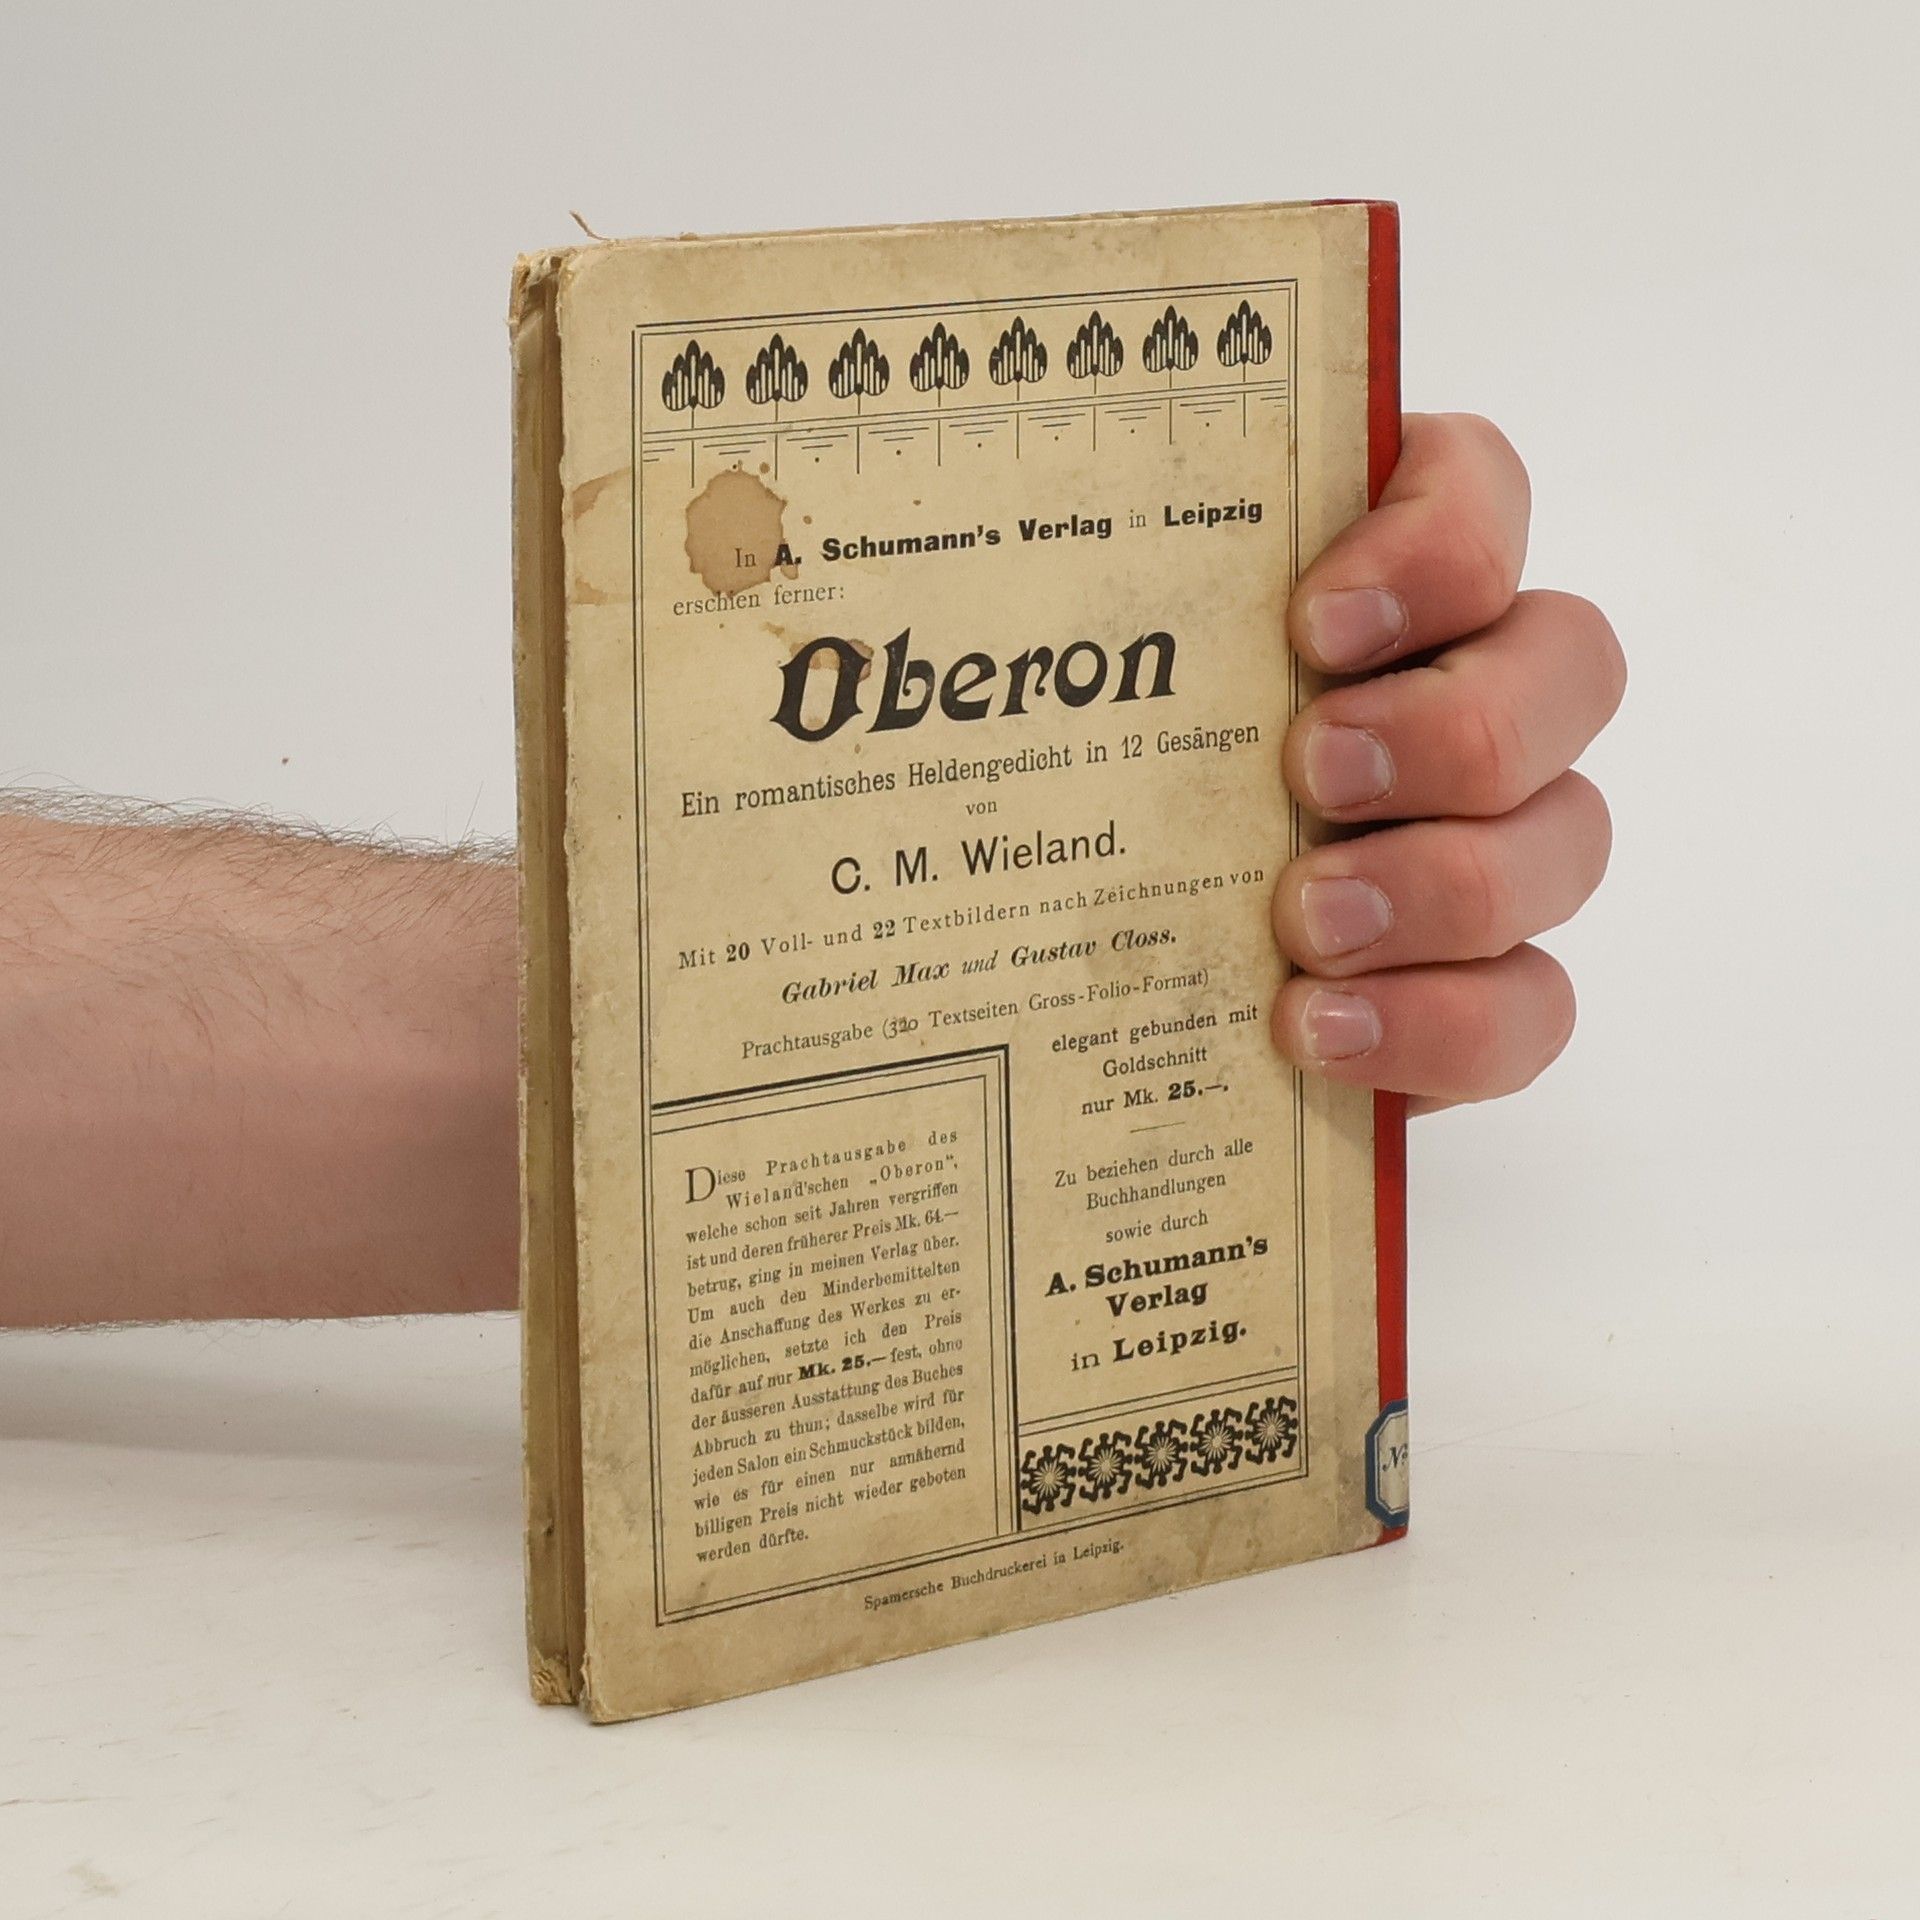 In A. Schumann's Verlag in Leipzig
erschien ferner:
Oberon
Ein romantisches Heldengedicht in 12 Gesängen
von
C. M. Wieland.
Mit 20 Voll- und 22 Textbildern nach Zeichnungen von
Gabriel Max und Gustav Closs.
Prachtausgabe (320 Textseiten Gross-Folio-Format)
elegant gebunden mit
Goldschnitt
nur Mk. 25.—.
Zu beziehen durch alle
Buchhandlungen
sowie durch
A. Schumann's
Verlag
in Leipzig.
Diese Prachtausgabe des
Wieland'schen „Oberon“,
welche schon seit Jahren vergriffen
ist und deren früherer Preis Mk. 64.—
betrug, ging in meinen Verlag über.
Um auch den Minderbemittelten
die Anschaffung des Werkes zu er-
möglichen, setzte ich den Preis
dafür auf nur Mk. 25.— fest, ohne
der äusseren Ausstattung des Buches
Abbruch zu thun; dasselbe wird für
jeden Salon ein Schmuckstück bilden,
wie es für einen nur annähernd
billigen Preis nicht wieder geboten
werden dürfte.
Spamersche Buchdruckerei in Leipzig.
No